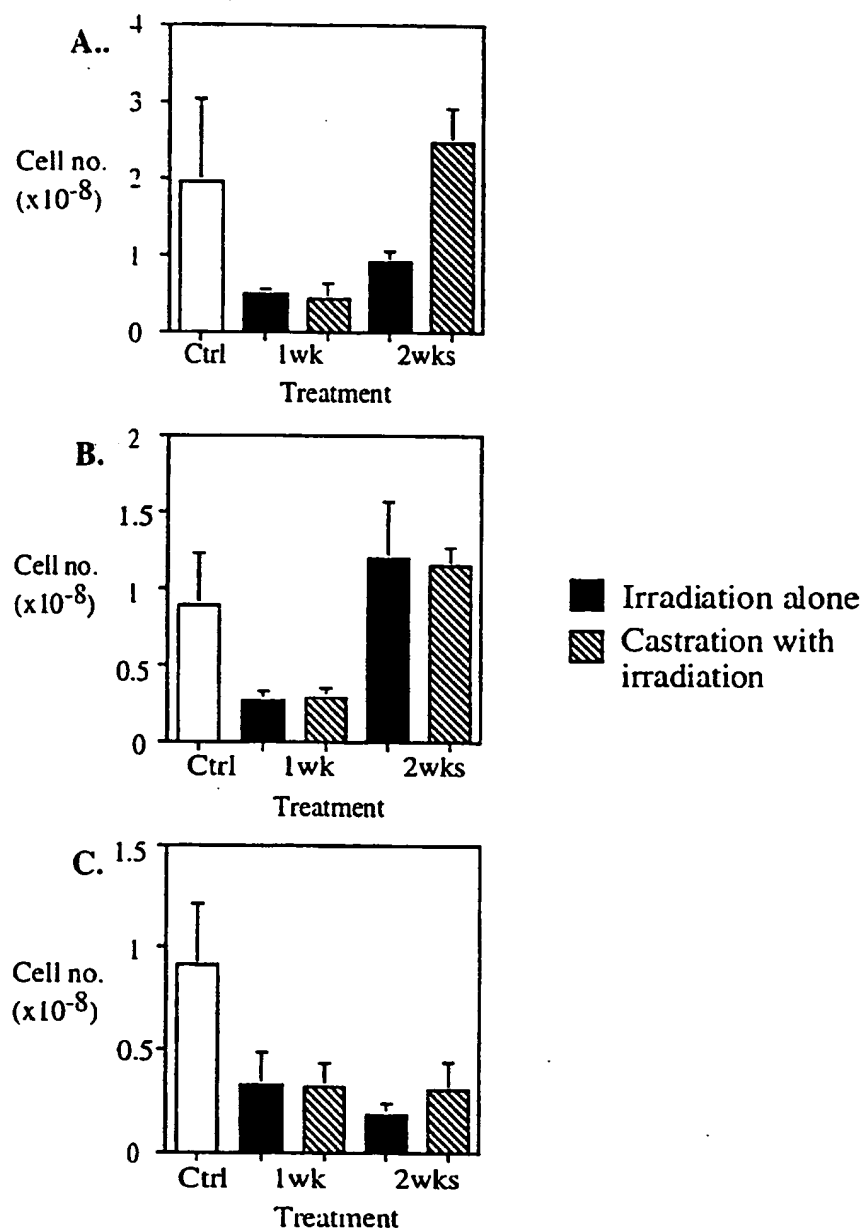 A..
4
3
2
1
0
Cell no.
(x10-8)
Ctrl 1wk 2wks
Treatment
B.
2
1.5
1
0.5
0
Cell no.
(x10-8)
Ctrl 1wk 2wks
Treatment
Irradiation alone
Castration with
irradiation
C.
1.5
1
0.5
0
Cell no.
(x10-8)
Ctrl 1wk 2wks
Treatment